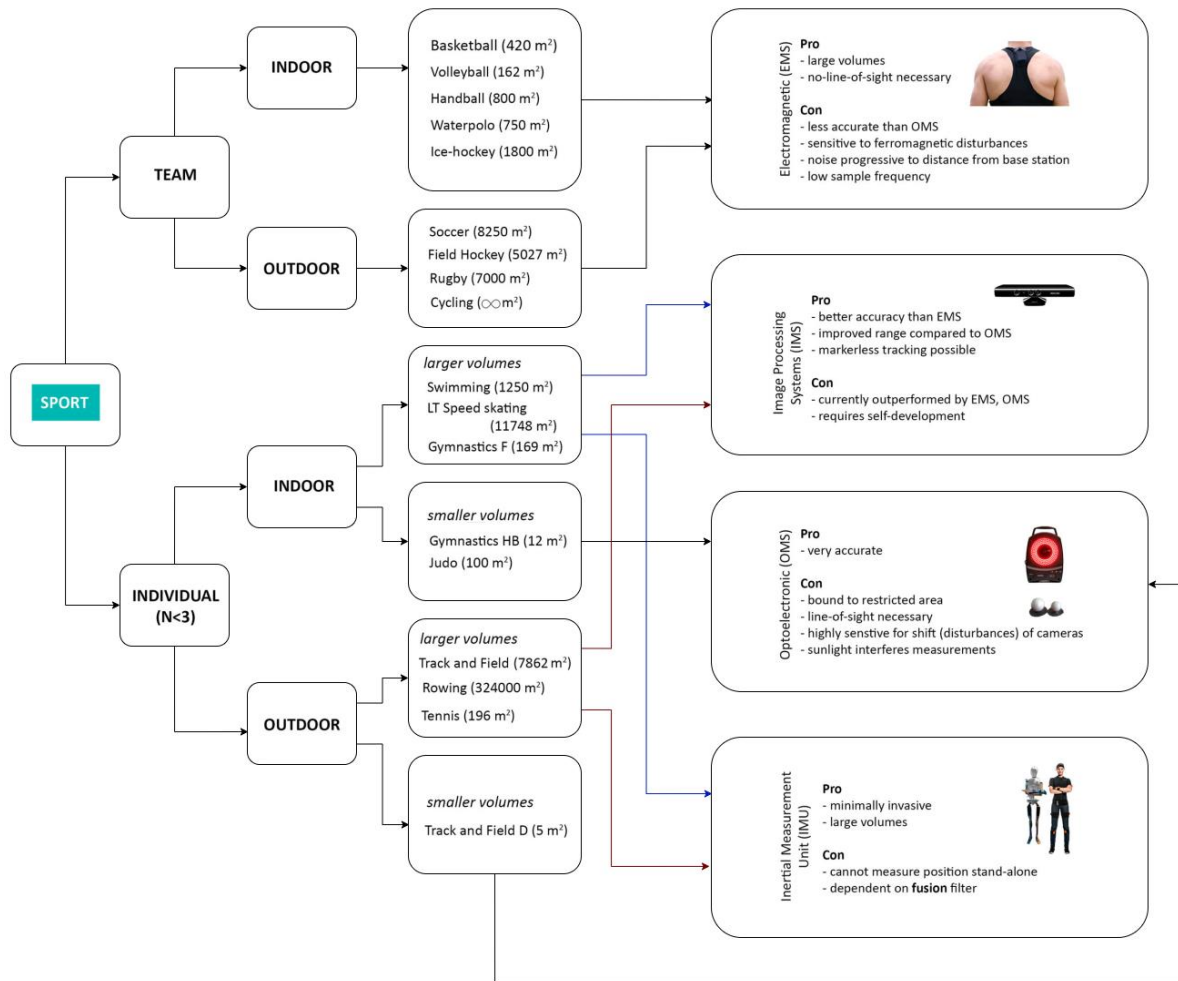 SPORT
TEAM
INDOOR
Basketball (420 m²)
Volleyball (162 m²)
Handball (800 m²)
Waterpolo (750 m²)
Ice-hockey (1800 m²)
OUTDOOR
Soccer (8250 m²)
Field Hockey (5027 m²)
Rugby (7000 m²)
Cycling (∞m²)
INDIVIDUAL
(N<3)
INDOOR
larger volumes
Swimming (1250 m²)
LT Speed skating
(11748 m²)
Gymnastics F (169 m²)
smaller volumes
Gymnastics HB (12 m²)
Judo (100 m²)
OUTDOOR
larger volumes
Track and Field (7862 m²)
Rowing (324000 m²)
Tennis (196 m²)
smaller volumes
Track and Field D (5 m²)
Electromagnetic (EMS)
Pro
- large volumes
- no-line-of-sight necessary
Con
- less accurate than OMS
- sensitive to ferromagnetic disturbances
- noise progressive to distance from base station
- low sample frequency
Image Processing
Systems (IMS)
Pro
- better accuracy than EMS
- improved range compared to OMS
- markerless tracking possible
Con
- currently outperformed by EMS, OMS
- requires self-development
Optoelectronic (OMS)
Pro
- very accurate
Con
- bound to restricted area
- line-of-sight necessary
- highly senstive for shift (disturbances) of cameras
- sunlight interferes measurements
Inertial Measurement
Unit (IMU)
Pro
- minimally invasive
- large volumes
Con
- cannot measure position stand-alone
- dependent on fusion filter